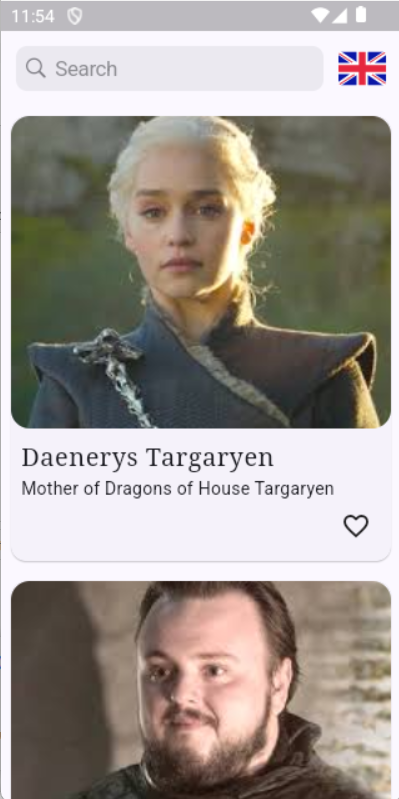 11:54
Search
Daenerys Targaryen
Mother of Dragons of House Targaryen